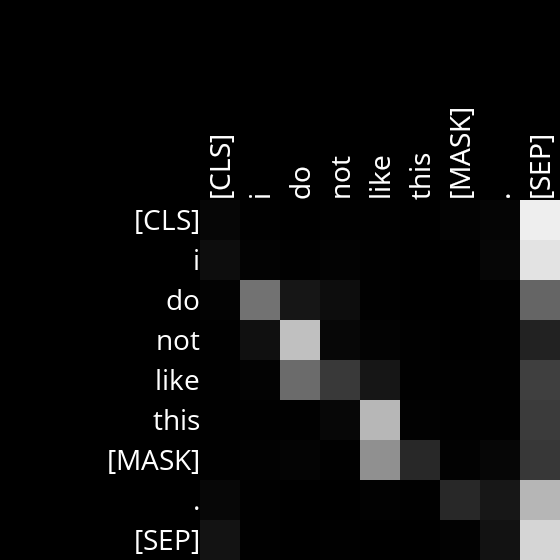 [CLS] i do not like this [MASK] . [SEP]
[CLS]
i
do
not
like
this
[MASK]
.
[SEP]